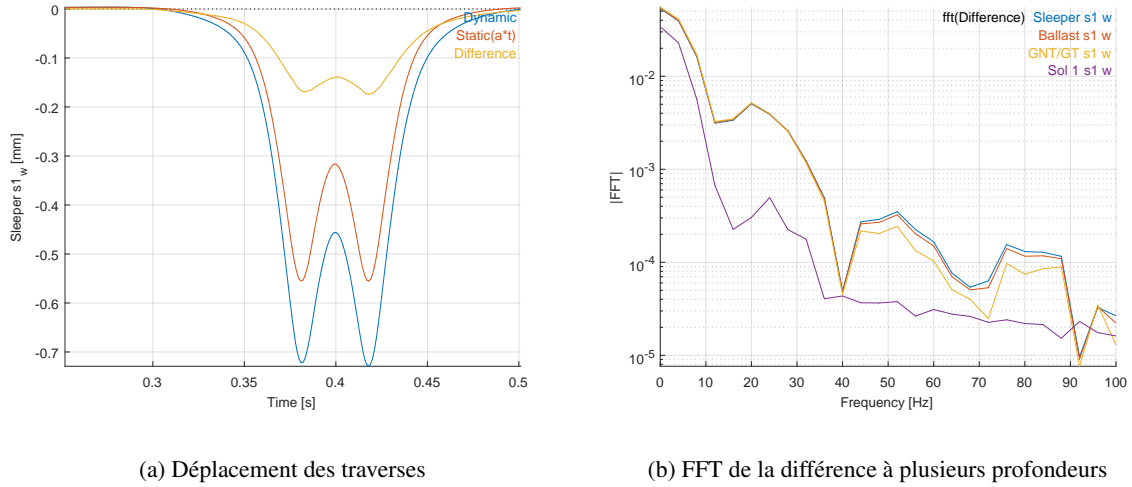 0
-0.1
-0.2
-0.3
-0.4
-0.5
-0.6
-0.7
Sleeper s1_w [mm]
Dynamic
Static(a*t)
Difference
0.3
0.35
0.4
0.45
0.5
Time [s]
(a) Déplacement des traverses
10^-2
10^-3
10^-4
10^-5
|FFT|
fft(Difference) Sleeper s1 w
Ballast s1 w
GNT/GT s1 w
Sol 1 s1 w
0
10
20
30
40
50
60
70
80
90
100
Frequency [Hz]
(b) FFT de la différence à plusieurs profondeurs